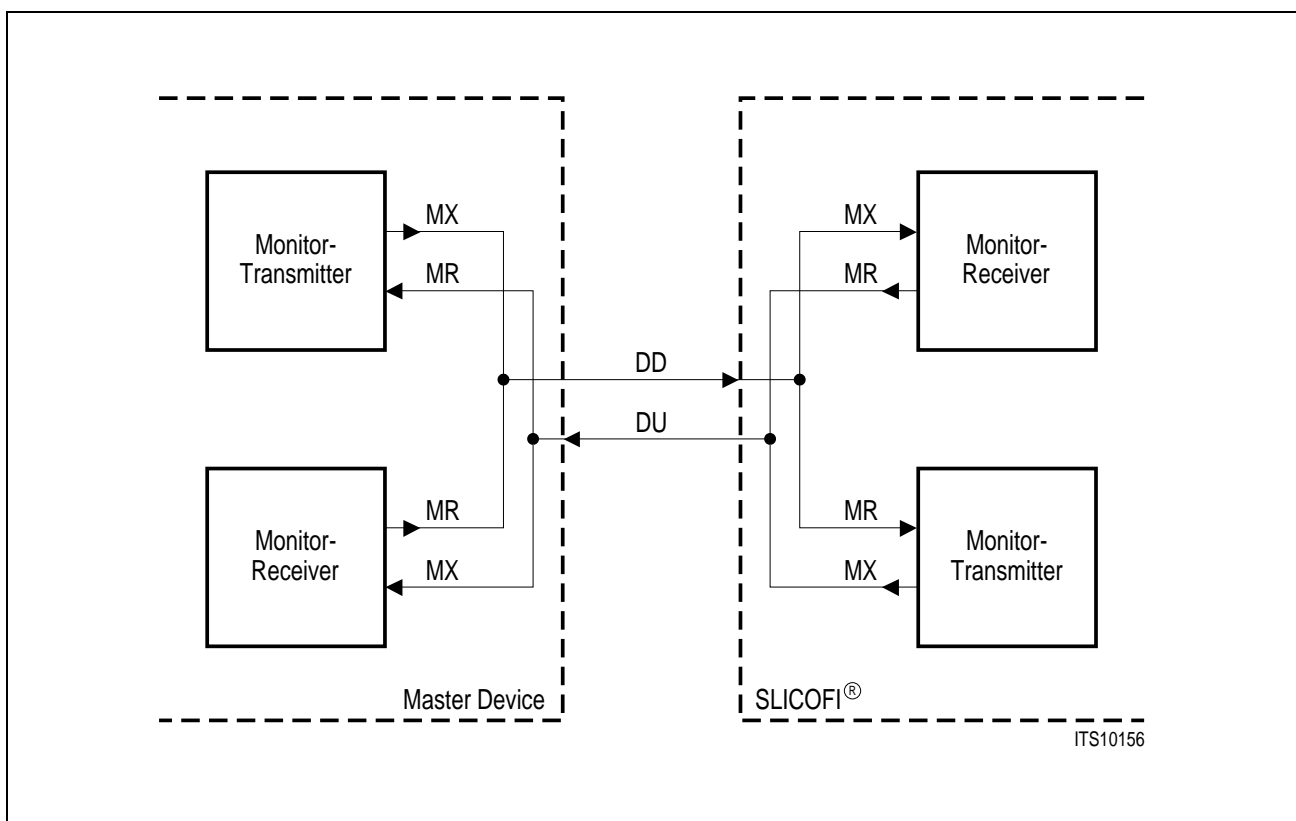 MX
MR
Monitor-
Transmitter
MX
MR
Monitor-
Receiver
DD
DU
MR
MX
Monitor-
Receiver
MR
MX
Monitor-
Transmitter
Master Device
SLICOFI®
ITS10156